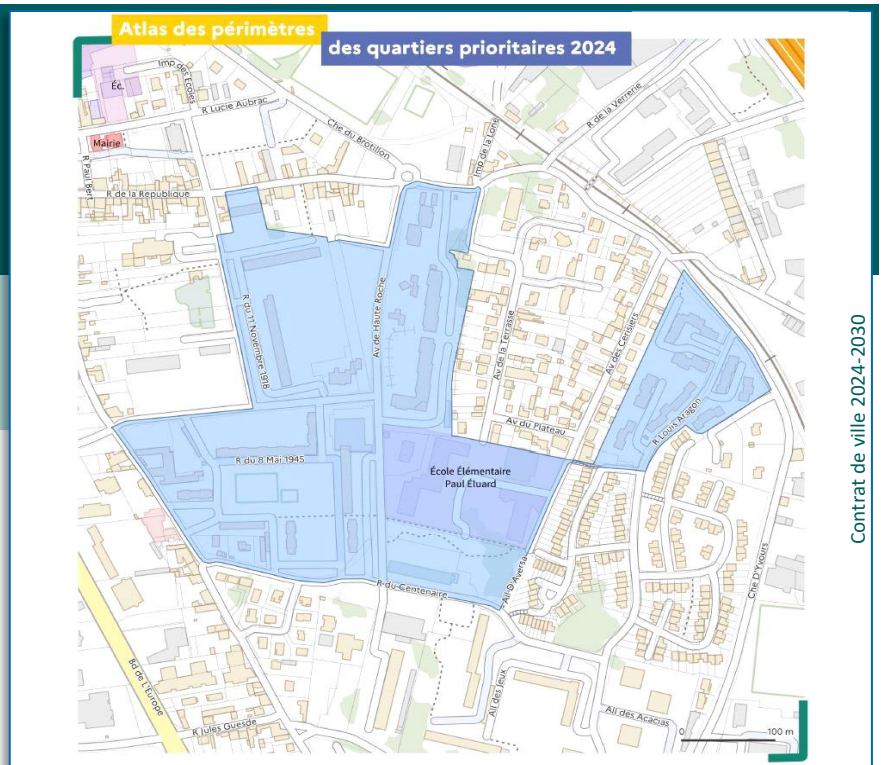 Atlas des périmètres
des quartiers prioritaires 2024
Imp des Ecoles
Éc.
R Lucie Aubrac
Mairie
R Paul Bert
R de la République
Che du Brotillon
Imp de la Lone
R de la Verrerie
R du 11 Novembre 1918
Av de Haute Roche
Av de la Terrasse
Av des Cerisiers
Av du Plateau
R Louis Aragon
R du 8 Mai 1945
École Élémentaire
Paul Éluard
R du Centenaire
All D'Aversa
Che D'Yvours
Bd de L'Europe
R Jules Guesde
All des Jeux
All des Acacias
0
100 m
Contrat de ville 2024-2030